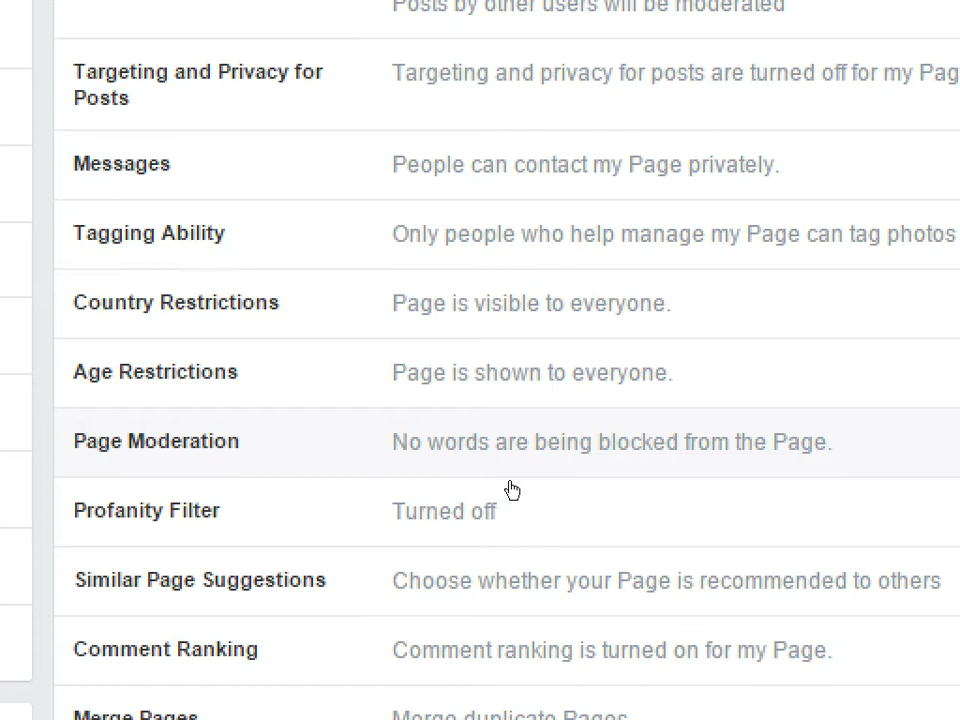 Posts by other users will be moderated
Targeting and Privacy for
Posts
Targeting and privacy for posts are turned off for my Pag
Messages
People can contact my Page privately.
Tagging Ability
Only people who help manage my Page can tag photos
Country Restrictions
Page is visible to everyone.
Age Restrictions
Page is shown to everyone.
Page Moderation
No words are being blocked from the Page.
Profanity Filter
Turned off
Similar Page Suggestions
Choose whether your Page is recommended to others
Comment Ranking
Comment ranking is turned on for my Page.
Merge Pages
Merge duplicate Pages